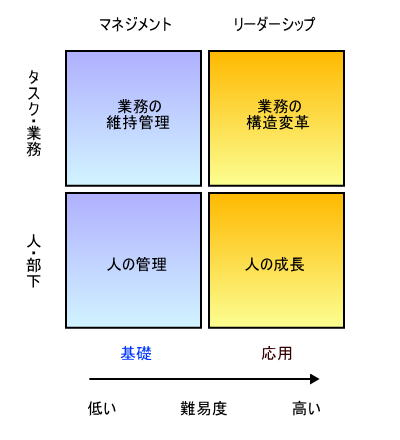 マネジメント
リーダーシップ
タスク・業務
業務の
維持管理
業務の
構造変革
人・部下
人の管理
人の成長
基礎
応用
低い
難易度
高い